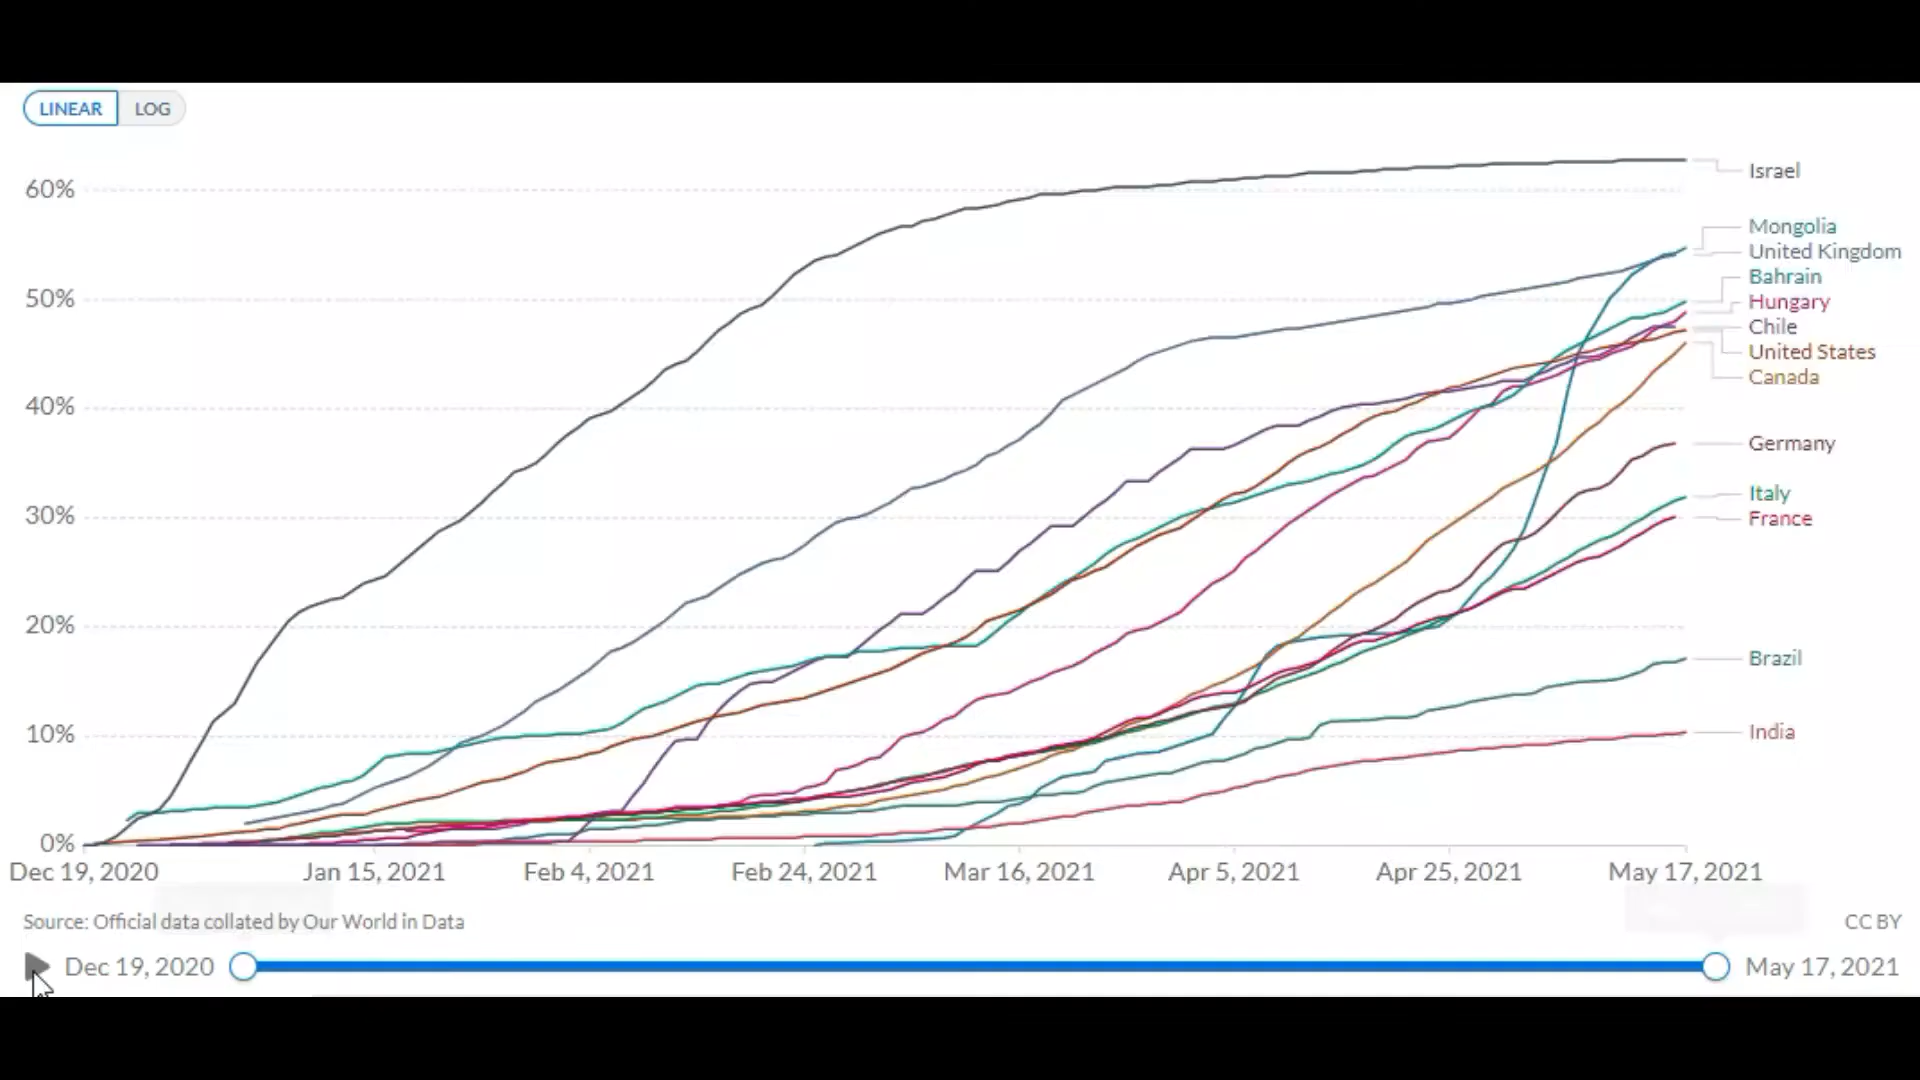 LINEAR LOG
60%
50%
40%
30%
20%
10%
0%
Israel
Mongolia
United Kingdom
Bahrain
Hungary
Chile
United States
Canada
Germany
Italy
France
Brazil
India
Dec 19, 2020 Jan 15, 2021 Feb 4, 2021 Feb 24, 2021 Mar 16, 2021 Apr 5, 2021 Apr 25, 2021 May 17, 2021
Source: Official data collated by Our World in Data CC BY
Dec 19, 2020 May 17, 2021